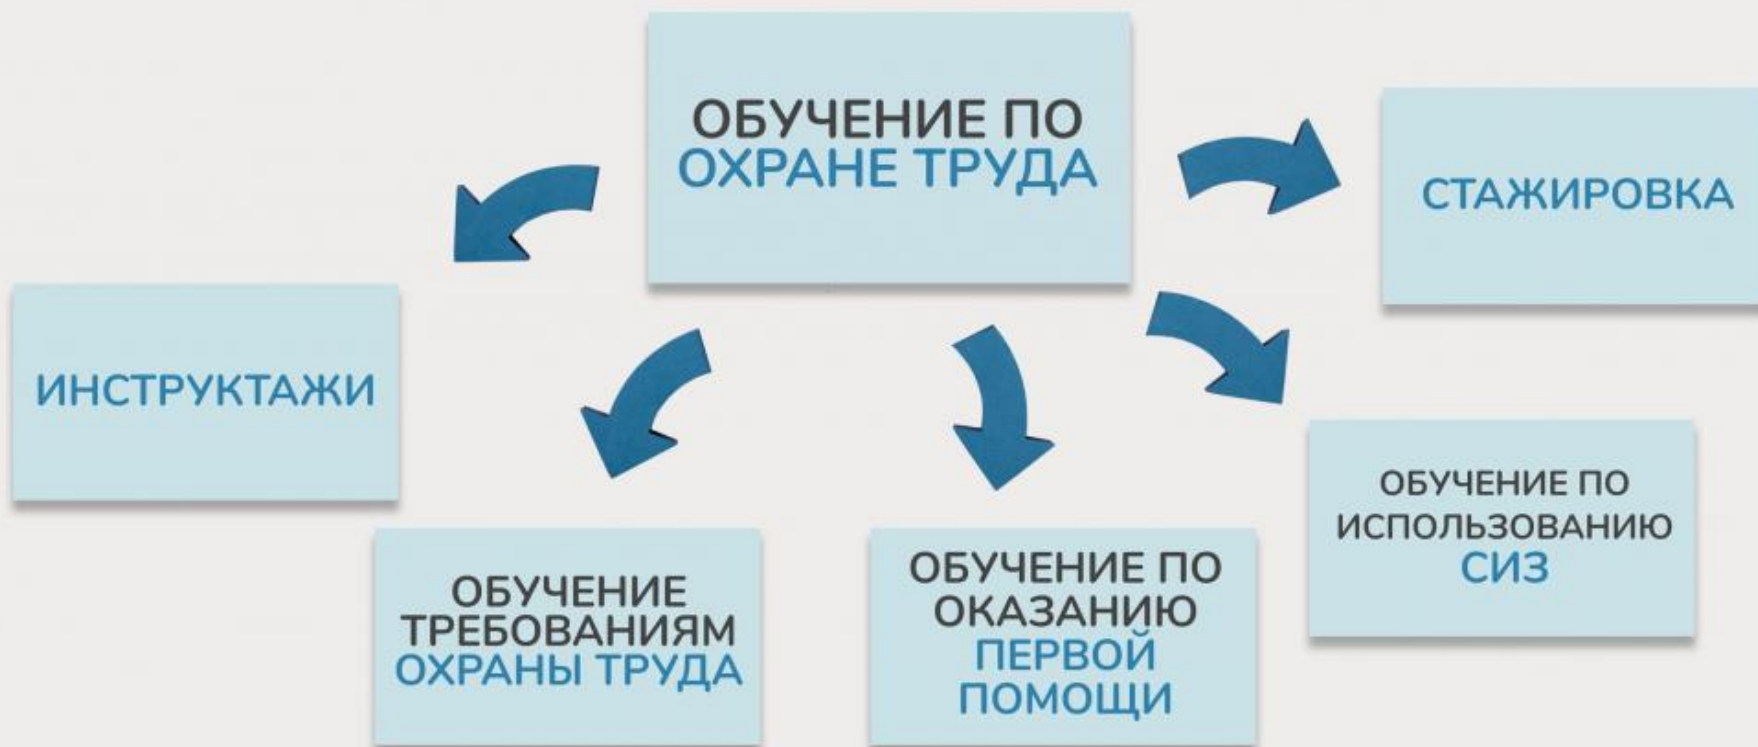 ОБУЧЕНИЕ ПО
ОХРАНЕ ТРУДА
СТАЖИРОВКА
ИНСТРУКТАЖИ
ОБУЧЕНИЕ
ТРЕБОВАНИЯМ
ОХРАНЫ ТРУДА
ОБУЧЕНИЕ ПО
ОКАЗАНИЮ
ПЕРВОЙ
ПОМОЩИ
ОБУЧЕНИЕ ПО
ИСПОЛЬЗОВАНИЮ
СИЗ